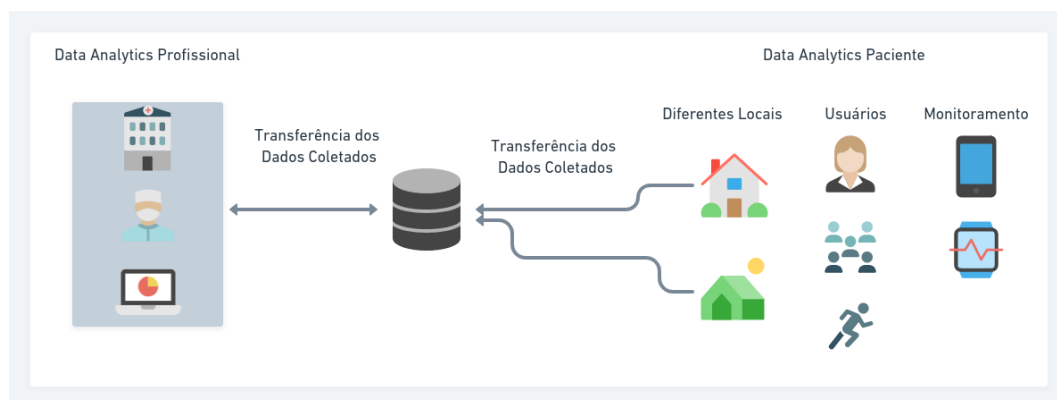 Data Analytics Profissional
Data Analytics Paciente
Diferentes Locais
Usuários
Monitoramento
Transferência dos
Dados Coletados
Transferência dos
Dados Coletados